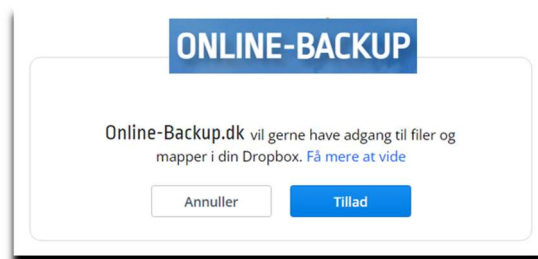 ONLINE-BACKUP
Online-Backup.dk vil gerne have adgang til filer og
mapper i din Dropbox. Få mere at vide
Annuller
Tillad